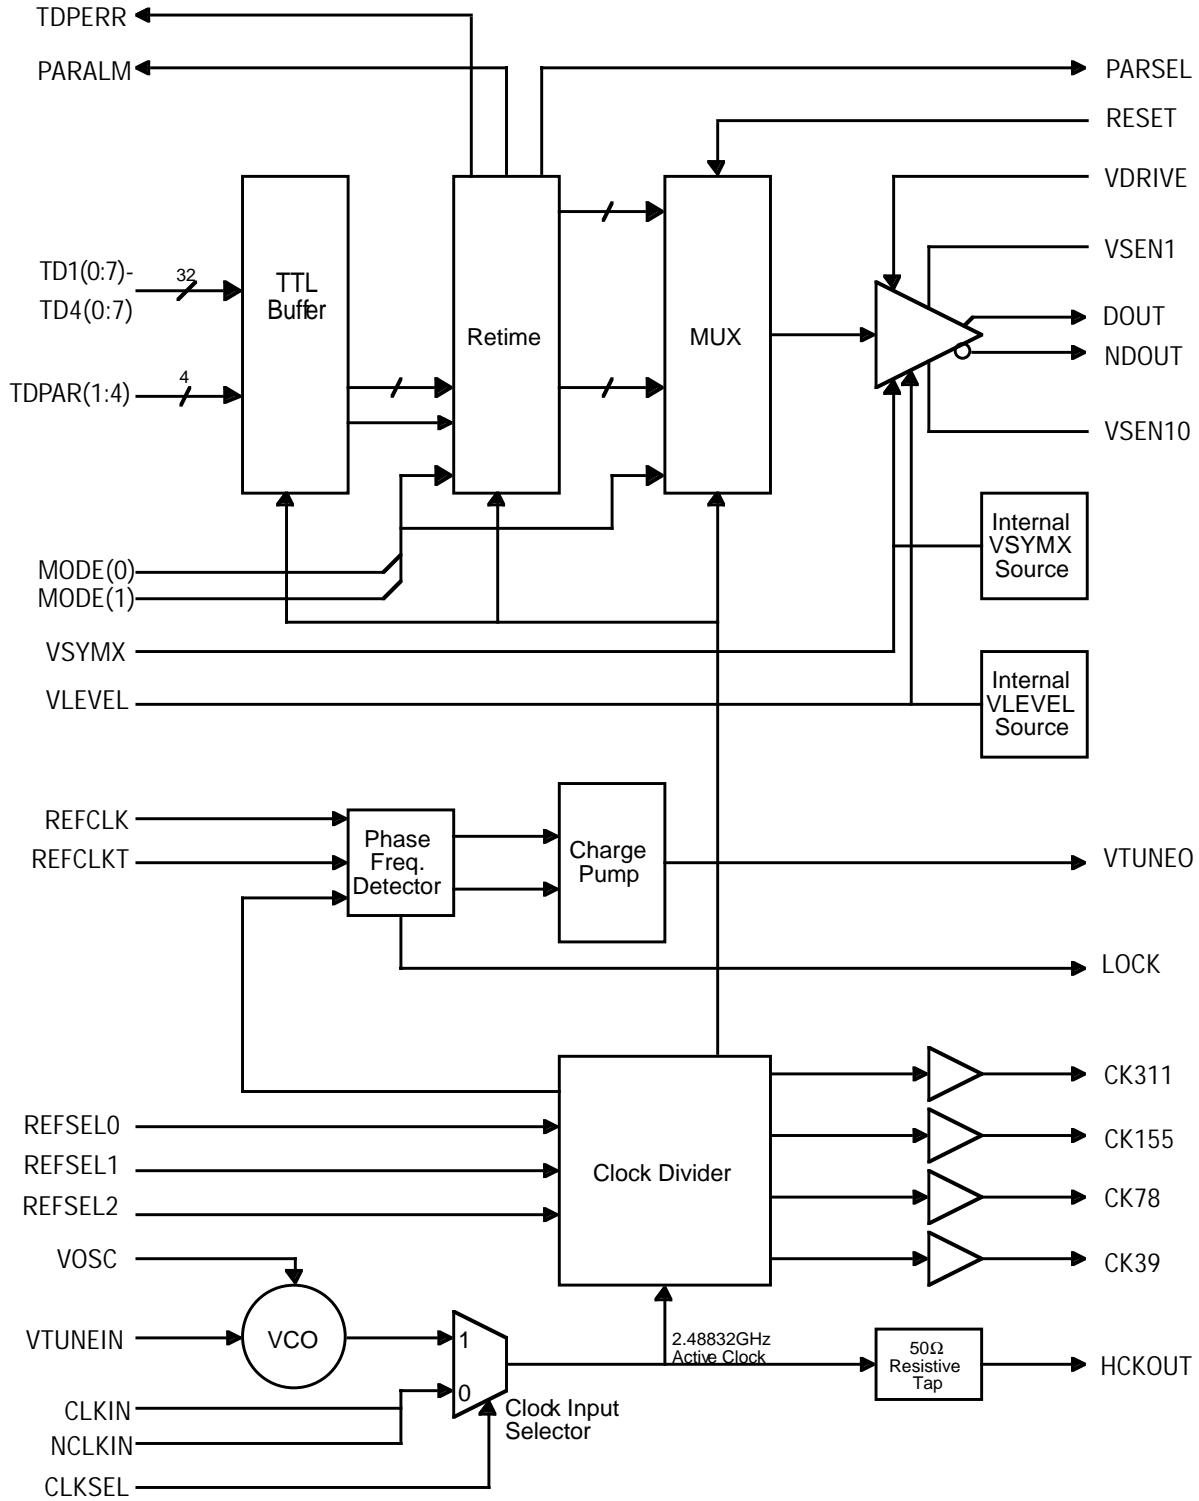 TDPERR
PARALM
PARSEL
RESET
VDRIVE
VSEN1
DOUT
NDOUT
VSEN10
TD1(0:7)-
TD4(0:7)
32
TDPAR(1:4)
4
TTL
Buffer
Retime
MUX
MODE(0)
MODE(1)
VSYMX
VLEVEL
Internal
VSYMX
Source
Internal
VLEVEL
Source
REFCLK
REFCLKT
Phase
Freq.
Detector
Charge
Pump
VTUNEO
LOCK
REFSEL0
REFSEL1
REFSEL2
Clock Divider
CK311
CK155
CK78
CK39
VOSC
VTUNEIN
VCO
1
0
CLKIN
NCLKIN
CLKSEL
Clock Input
Selector
2.48832GHz
Active Clock
50Ω
Resistive
Tap
HCKOUT